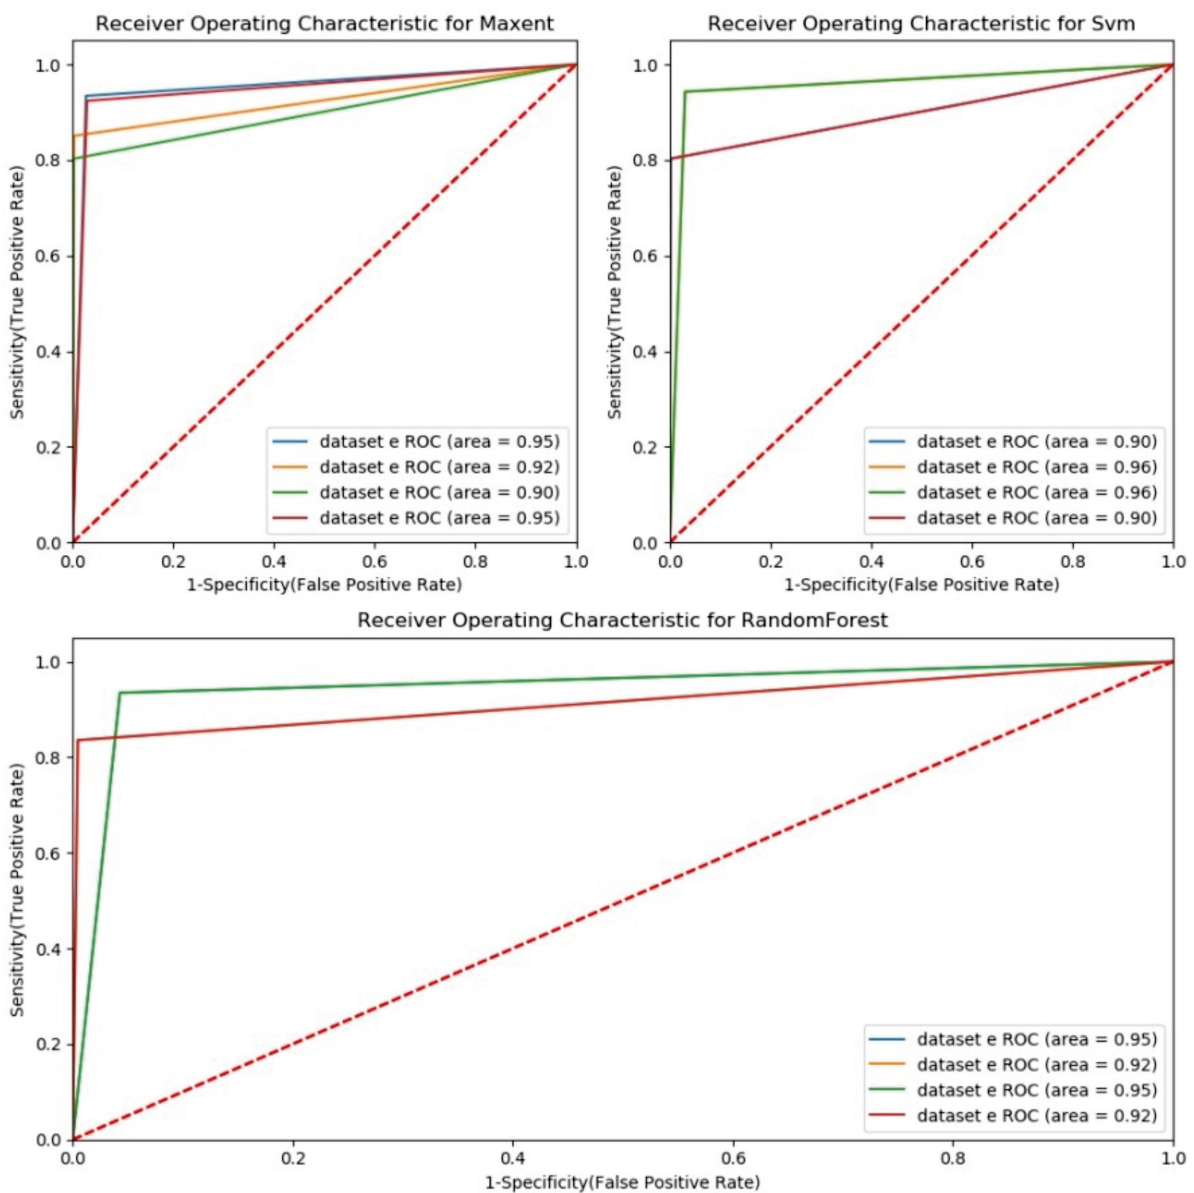 Receiver Operating Characteristic for Maxent
1.0
0.8
0.6
0.4
0.2
0.0
Sensitivity(True Positive Rate)
dataset e ROC (area = 0.95)
dataset e ROC (area = 0.92)
dataset e ROC (area = 0.90)
dataset e ROC (area = 0.95)
0.0 0.2 0.4 0.6 0.8 1.0
1-Specificity(False Positive Rate)
Receiver Operating Characteristic for Svm
1.0
0.8
0.6
0.4
0.2
0.0
Sensitivity(True Positive Rate)
dataset e ROC (area = 0.90)
dataset e ROC (area = 0.96)
dataset e ROC (area = 0.96)
dataset e ROC (area = 0.90)
0.0 0.2 0.4 0.6 0.8 1.0
1-Specificity(False Positive Rate)
Receiver Operating Characteristic for RandomForest
1.0
0.8
0.6
0.4
0.2
0.0
Sensitivity(True Positive Rate)
dataset e ROC (area = 0.95)
dataset e ROC (area = 0.92)
dataset e ROC (area = 0.95)
dataset e ROC (area = 0.92)
0.0 0.2 0.4 0.6 0.8 1.0
1-Specificity(False Positive Rate)